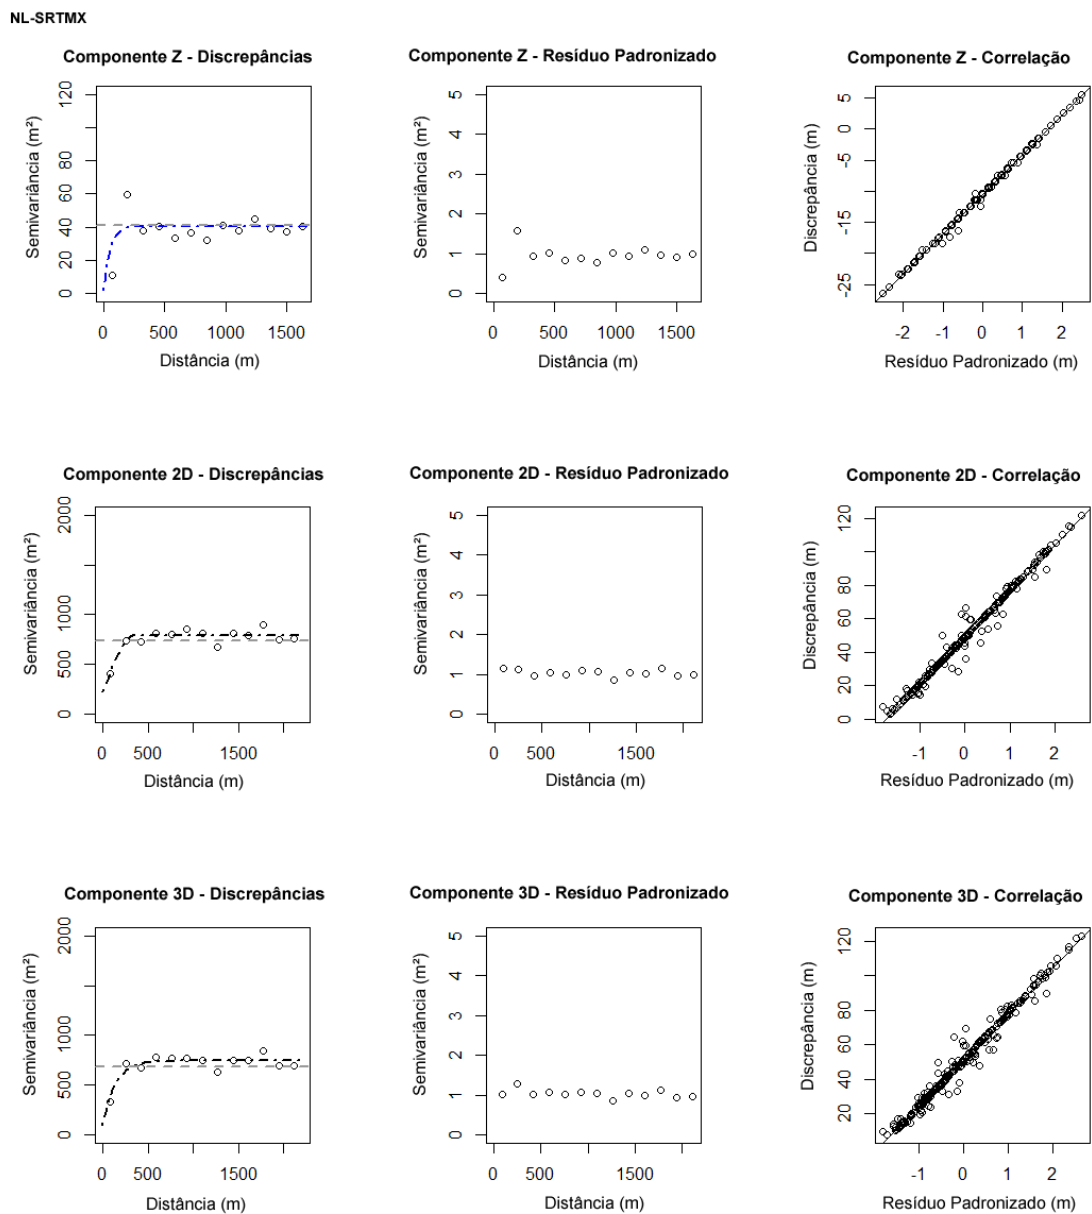 NL-SRTMX
Componente Z - Discrepâncias
Componente Z - Resíduo Padronizado
Componente Z - Correlação
Semivariância (m²)
0 20 40 60 80 120
0 500 1000 1500
Distância (m)
Semivariância (m²)
0 1 2 3 4 5
0 500 1000 1500
Distância (m)
Discrepância (m)
-25 -15 -5 0 5
-2 -1 0 1 2
Resíduo Padronizado (m)
Componente 2D - Discrepâncias
Componente 2D - Resíduo Padronizado
Componente 2D - Correlação
Semivariância (m²)
0 500 1000 2000
0 500 1500
Distância (m)
Semivariância (m²)
0 1 2 3 4 5
0 500 1500
Distância (m)
Discrepância (m)
0 20 40 60 80 120
-1 0 1 2
Resíduo Padronizado (m)
Componente 3D - Discrepâncias
Componente 3D - Resíduo Padronizado
Componente 3D - Correlação
Semivariância (m²)
0 500 1000 2000
0 500 1500
Distância (m)
Semivariância (m²)
0 1 2 3 4 5
0 500 1500
Distância (m)
Discrepância (m)
20 40 60 80 120
-1 0 1 2
Resíduo Padronizado (m)